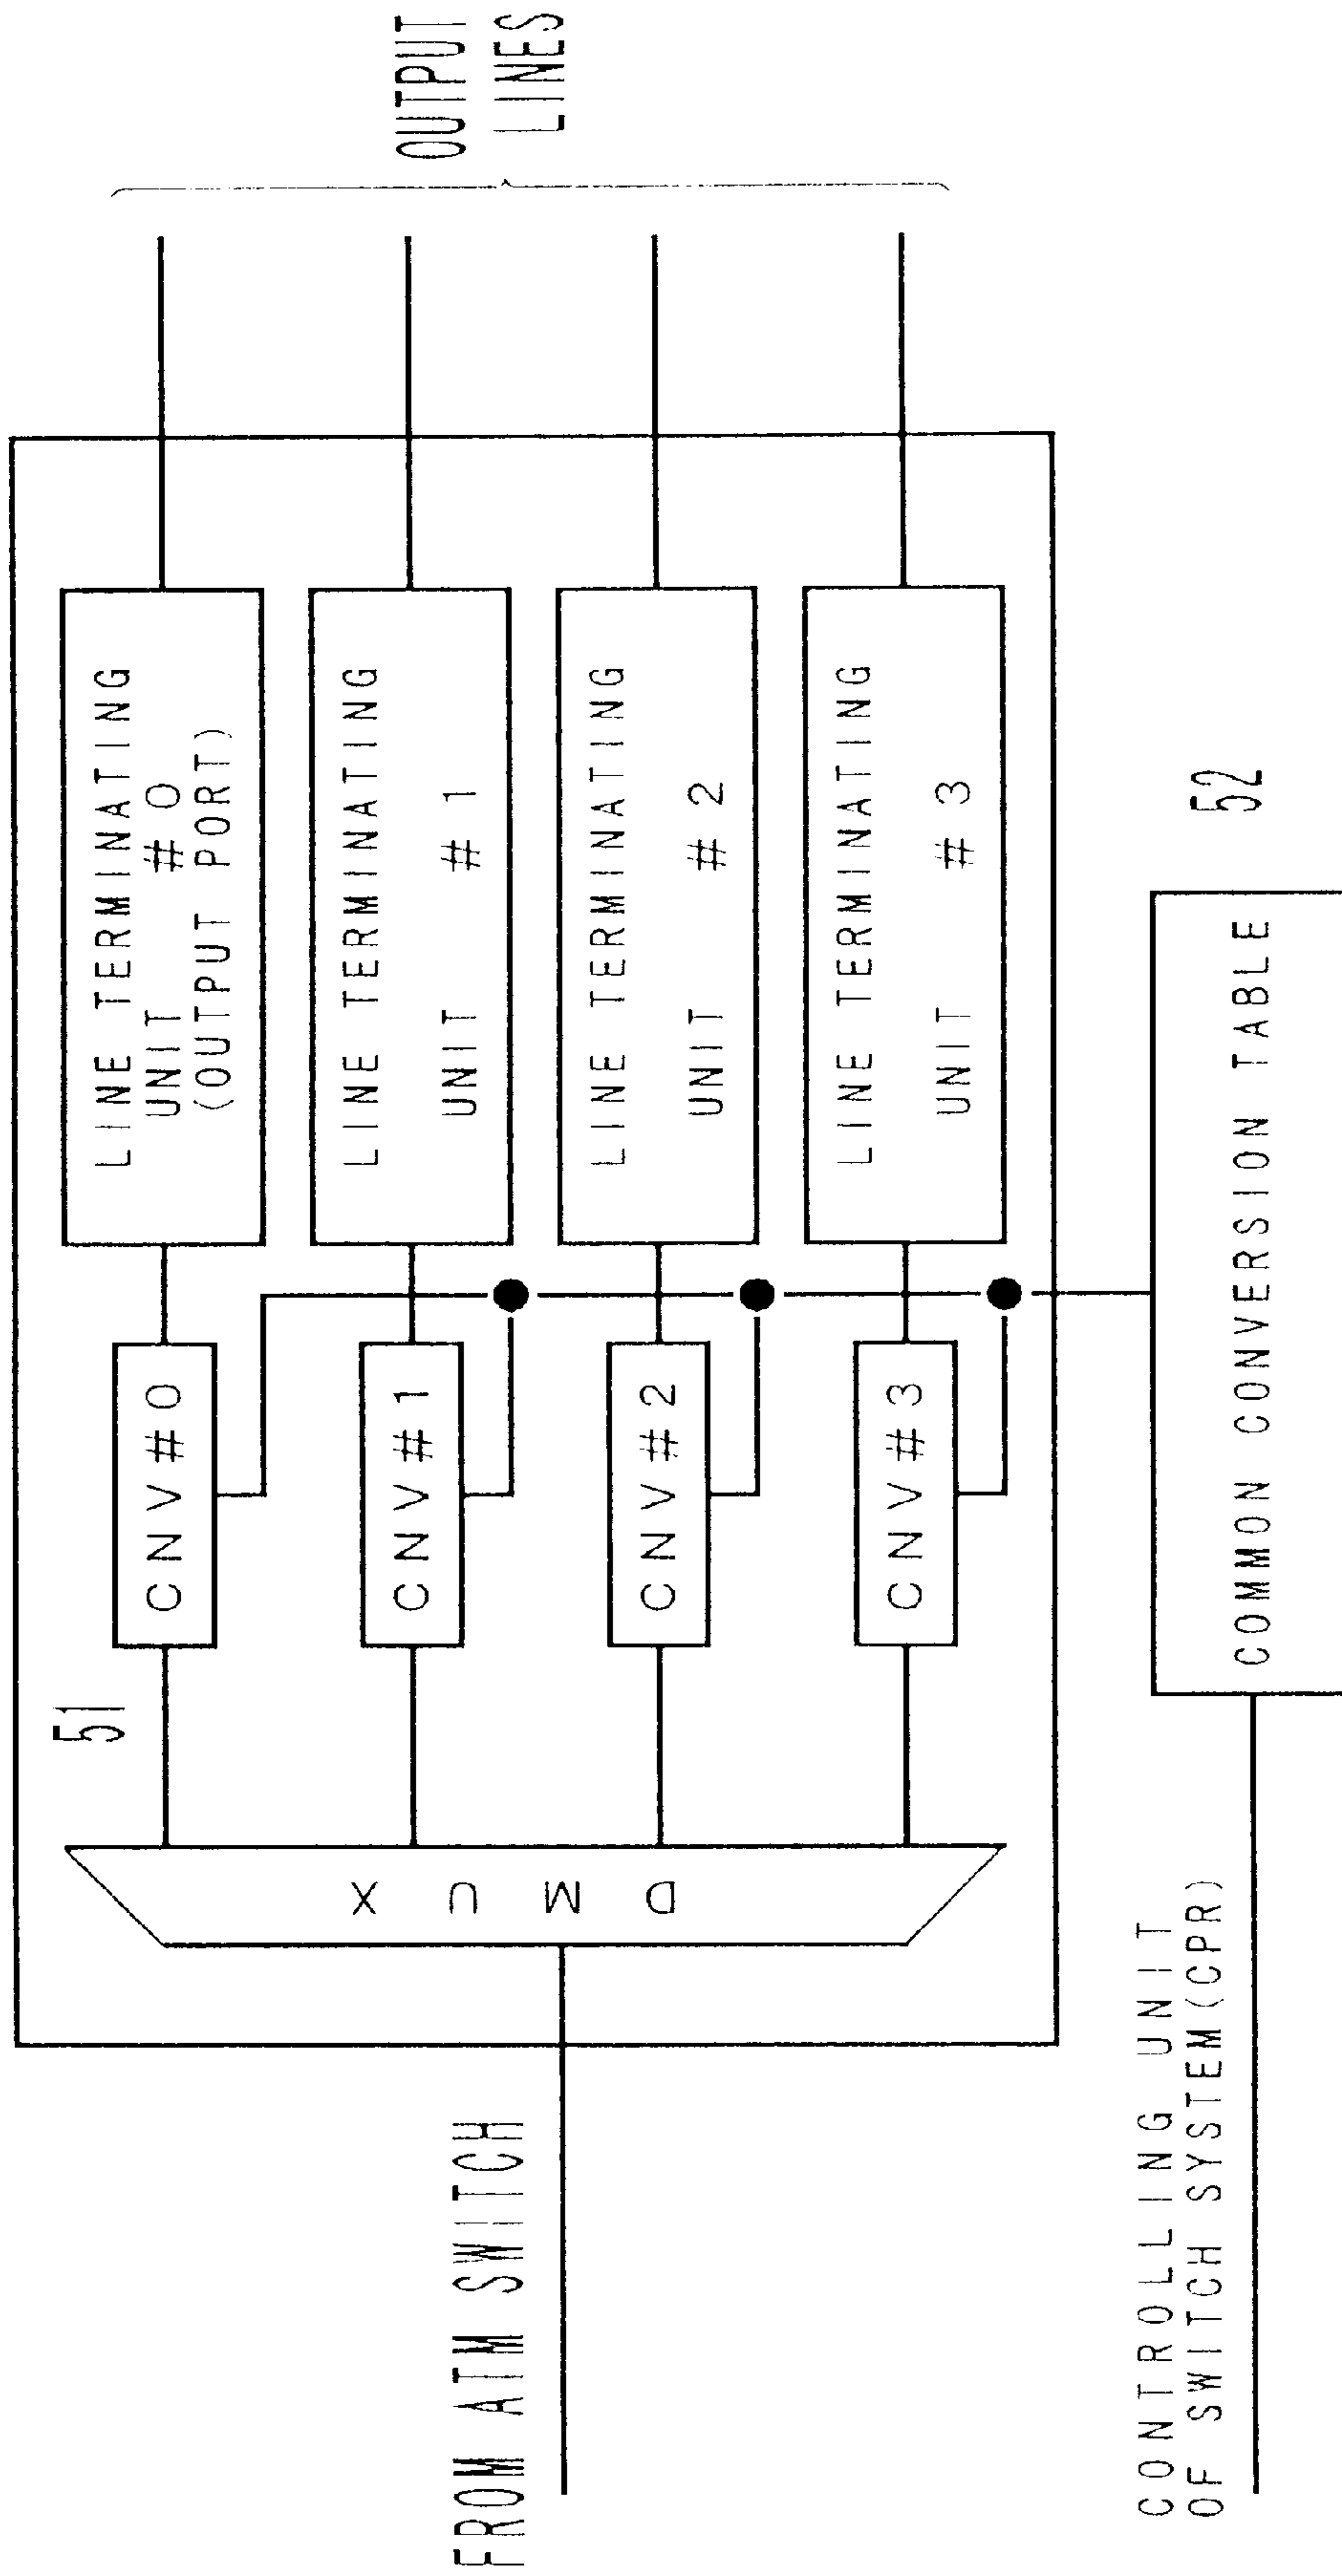 OUTPUT
LINES
LINE TERMINATING
UNIT #0
(OUTPUT PORT)
LINE TERMINATING
UNIT #1
LINE TERMINATING
UNIT #2
LINE TERMINATING
UNIT #3
51
CNV#0
CNV#1
CNV#2
CNV#3
DMUX
FROM ATM SWITCH
52
COMMON CONVERSION TABLE
CONTROLLING UNIT
OF SWITCH SYSTEM(CPR)